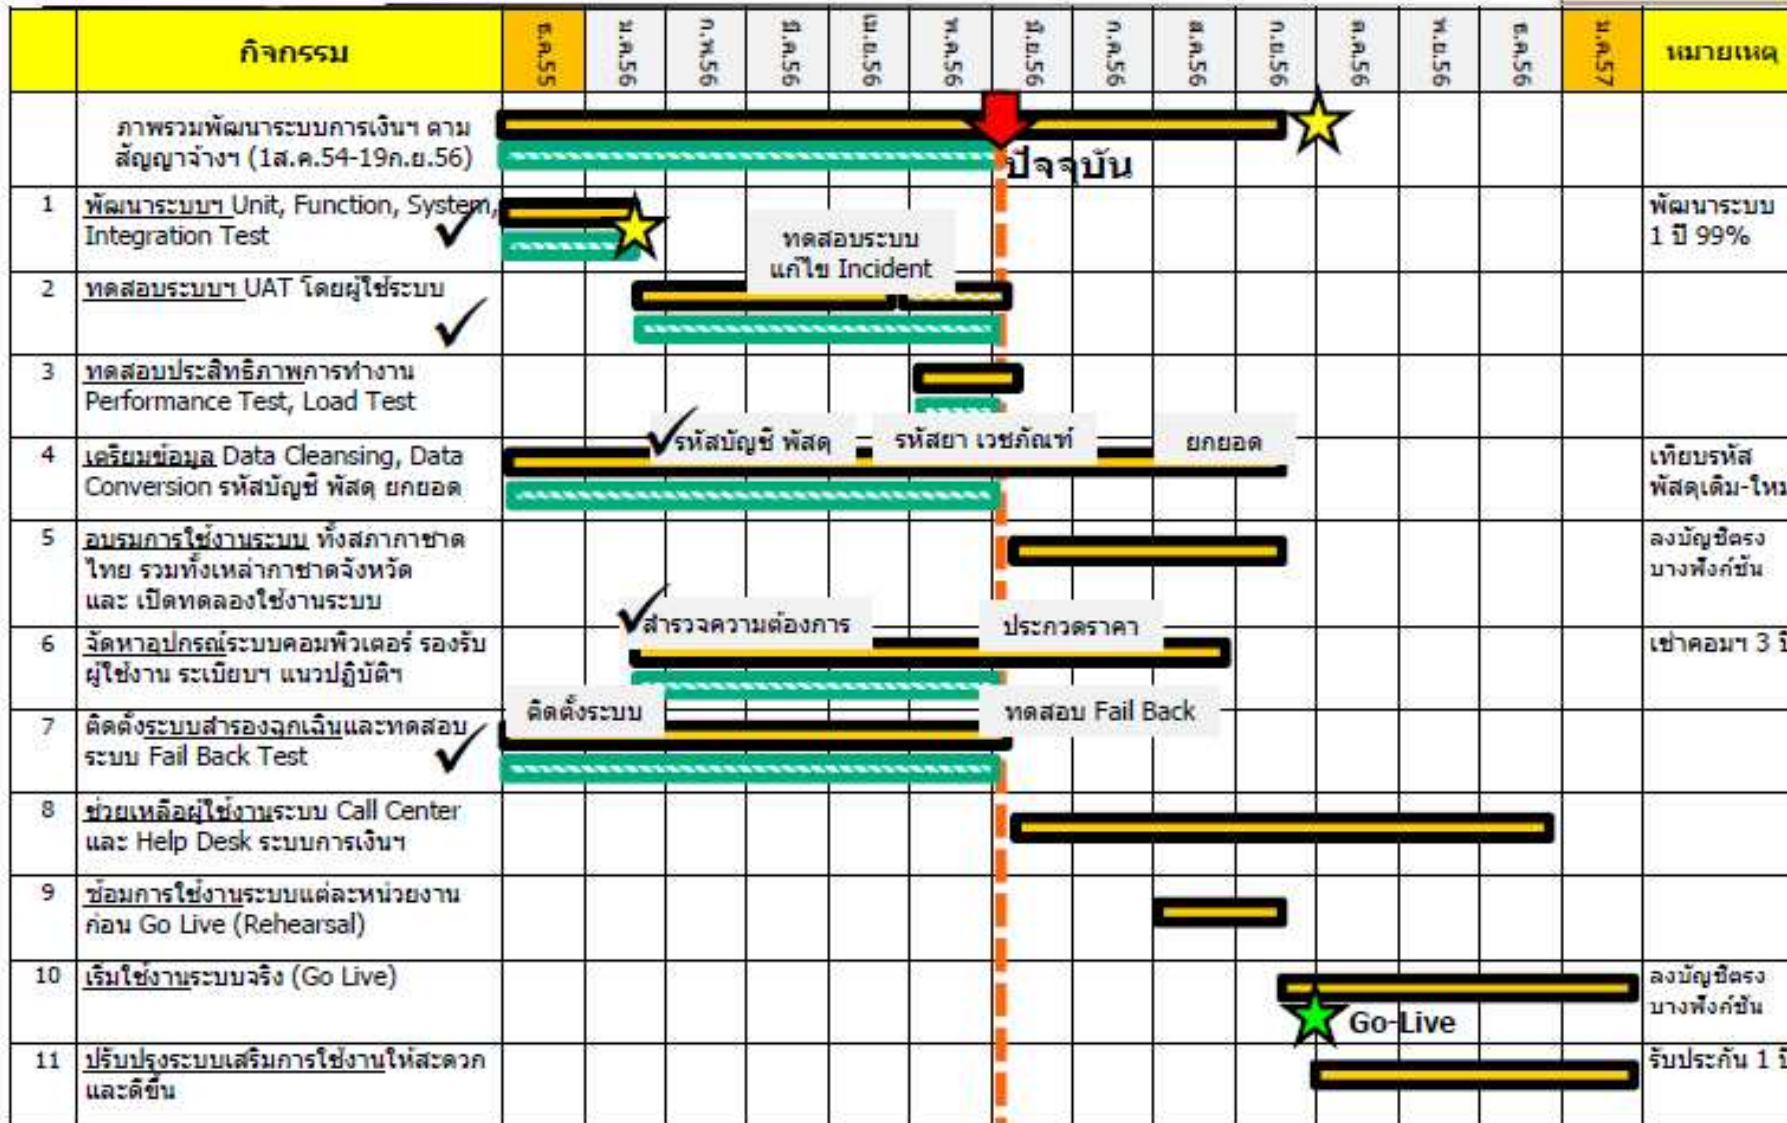 กิจกรรม
ธ.ค.55
ม.ค.56
ก.พ.56
มี.ค.56
เม.ย.56
พ.ค.56
มิ.ย.56
ก.ค.56
ส.ค.56
ก.ย.56
ต.ค.56
พ.ย.56
ธ.ค.56
ม.ค.57
หมายเหตุ
ภาพรวมพัฒนาระบบการเงินฯ ตาม
สัญญาจ้างฯ (1ส.ค.54-19ก.ย.56)
ปัจจุบัน
1
พัฒนาระบบฯ Unit, Function, System,
Integration Test
พัฒนาระบบ
1 ปี 99%
ทดสอบระบบ
แก้ไข Incident
2
ทดสอบระบบฯ UAT โดยผู้ใช้ระบบ
3
ทดสอบประสิทธิภาพการทำงาน
Performance Test, Load Test
รหัสบัญชี พัสดุ
รหัสยา เวชภัณฑ์
ยกยอด
4
เตรียมข้อมูล Data Cleansing, Data
Conversion รหัสบัญชี พัสดุ ยกยอด
เทียบรหัส
พัสดุเดิม-ใหม
5
อบรมการใช้งานระบบ ทั้งสภากาชาด
ไทย รวมทั้งเหล่ากาชาดจังหวัด
และ เปิดทดลองใช้งานระบบ
ลงบัญชีตรง
บางฟังก์ชั่น
สำรวจความต้องการ
ประกวดราคา
6
จัดหาอุปกรณ์ระบบคอมพิวเตอร์ รองรับ
ผู้ใช้งาน ระเบียบฯ แนวปฏิบัติฯ
เช่าคอมฯ 3 ปี
ติดตั้งระบบ
ทดสอบ Fail Back
7
ติดตั้งระบบสำรองฉุกเฉินและทดสอบ
ระบบ Fail Back Test
8
ช่วยเหลือผู้ใช้งานระบบ Call Center
และ Help Desk ระบบการเงินฯ
9
ซ้อมการใช้งานระบบแต่ละหน่วยงาน
ก่อน Go Live (Rehearsal)
10
เริ่มใช้งานระบบจริง (Go Live)
ลงบัญชีตรง
บางฟังก์ชั่น
Go-Live
11
ปรับปรุงระบบเสริมการใช้งานให้สะดวก
และดีขึ้น
รับประกัน 1 ปี